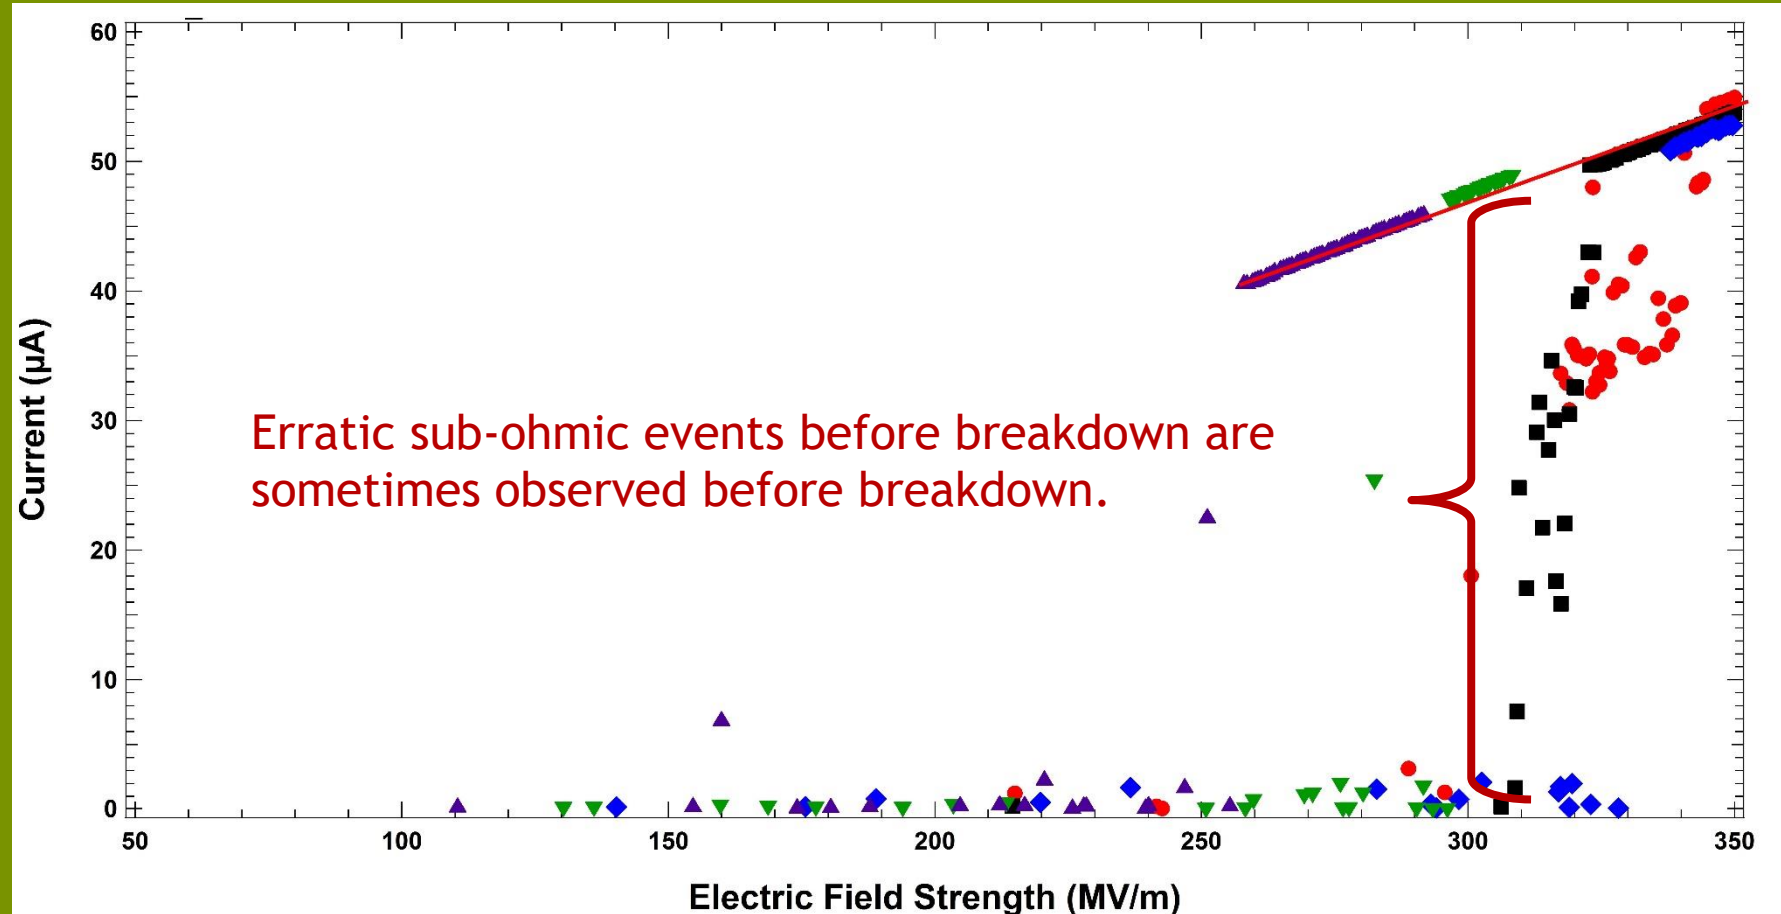 60
50
40
30
20
10
0
Current (µA)
Erratic sub-ohmic events before breakdown are
sometimes observed before breakdown.
50 100 150 200 250 300 350
Electric Field Strength (MV/m)